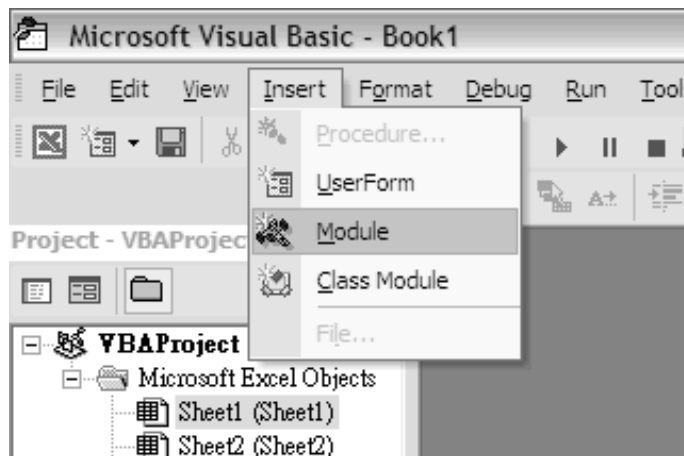 Microsoft Visual Basic - Book1
File Edit View Insert Format Debug Run Tool
Procedure...
UserForm
Module
Class Module
File...
Project - VBAProjec
VBAProject
Microsoft Excel Objects
Sheet1 (Sheet1)
Sheet2 (Sheet2)